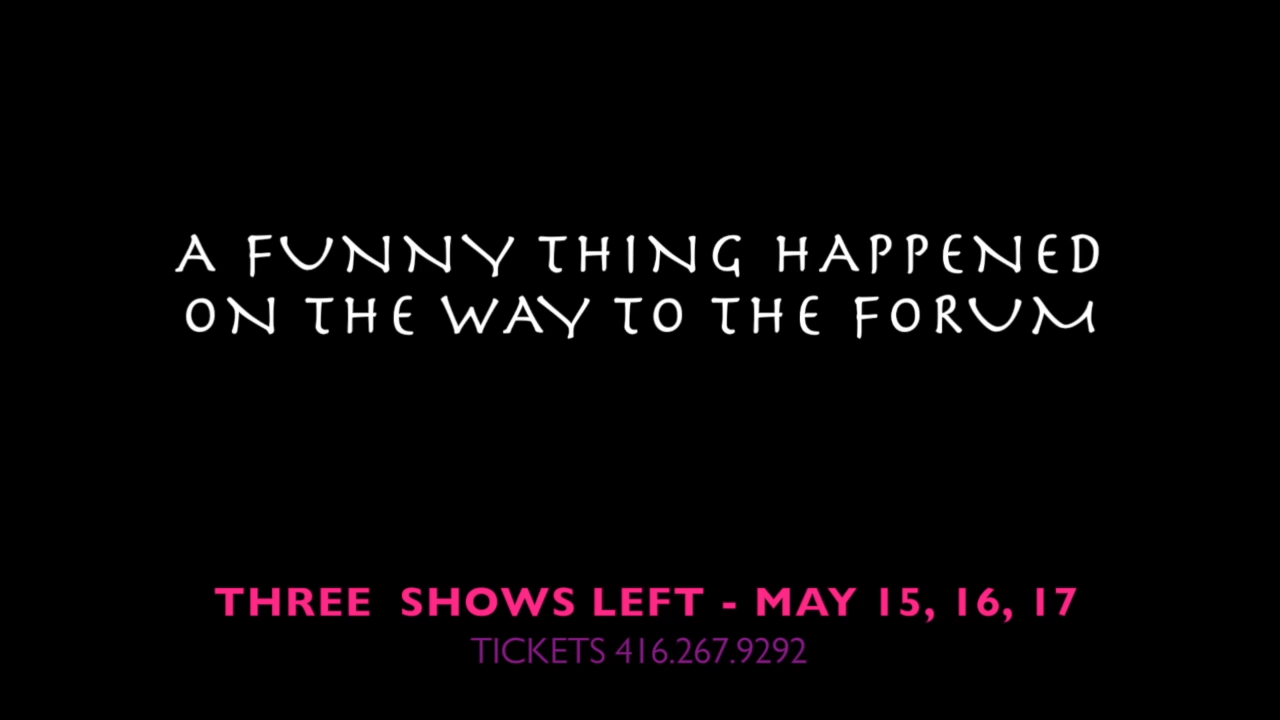 A FUNNY THING HAPPENED
ON THE WAY TO THE FORUM
THREE SHOWS LEFT - MAY 15, 16, 17
TICKETS 416.267.9292